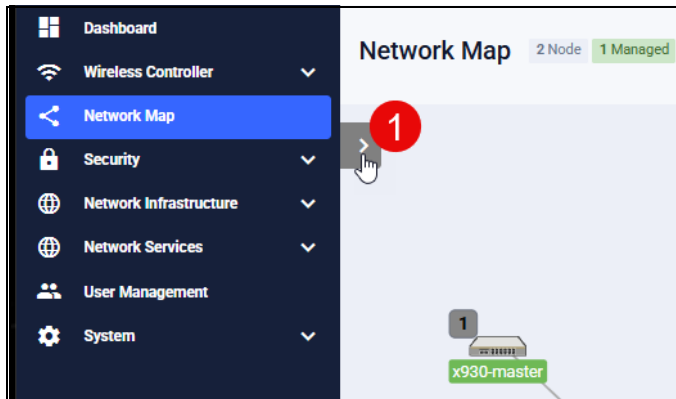 Dashboard
Wireless Controller
Network Map
Security
Network Infrastructure
Network Services
User Management
System
Network Map 2 Node 1 Managed
1
1
x930-master